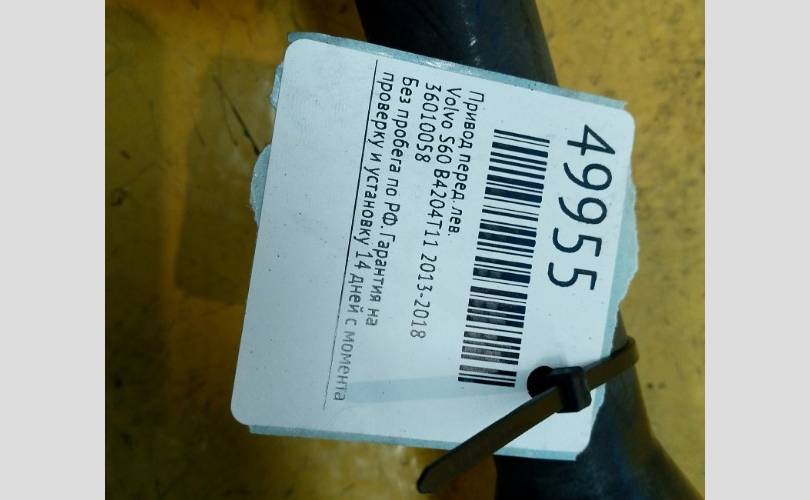 49955
Привод перед. лев.
Volvo S60 B4204T11 2013-2018
36010058
Без пробега по РФ. Гарантия на
проверку и установку 14 дней с момента